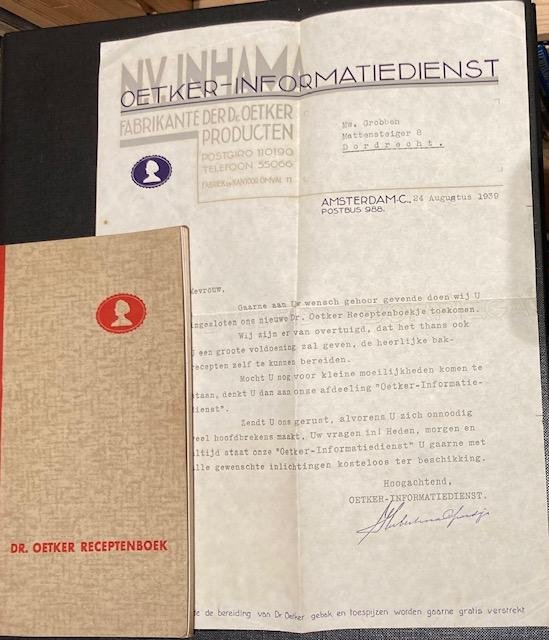 N.V. INHAMA
OETKER-INFORMATIEDIENST
FABRIKANTE DER DR. OETKER
PRODUCTEN
POSTGIRO 110190
TELEFOON 55066
FABRIEK EN KANTOOR OMVAL 11
Mw. Grobben
Mattensteiger 8
Dordrecht.
AMSTERDAM-C., 24 Augustus 1939
POSTBUS 988.
Mevrouw,
Gaarne aan Uw wensch gehoor gevende doen wij U
ingesloten ons nieuwe Dr. Oetker Receptenboekje toekomen.
Wij zijn er van overtuigd, dat het thans ook
U een groote voldoening zal geven, de heerlijke bak-
recepten zelf te kunnen bereiden.
Mocht U nog voor kleine moeilijkheden komen te
staan, denkt U dan aan onze afdeeling "Oetker-Informatie-
dienst".
Zendt U ons gerust, alvorens U zich onnoodig
veel hoofdbrekens maakt, Uw vragen in! Heden, morgen en
altijd staat onze "Oetker-Informatiedienst" U gaarne met
alle gewenschte inlichtingen kosteloos ter beschikking.
Hoogachtend,
OETKER-INFORMATIEDIENST.
de bereiding van Dr. Oetker gebak en toespijzen worden gaarne gratis verstrekt
DR. OETKER RECEPTENBOEK